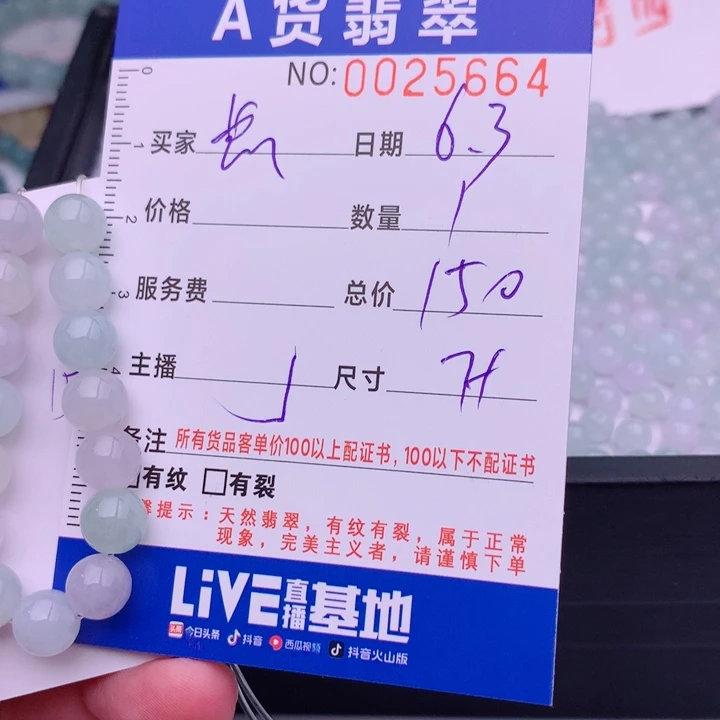 A货翡翠
NO:0025664
买家 日期 6.3
价格 数量 1
服务费 总价 150
主播 尺寸
备注 所有货品客单价100以上配证书,100以下不配证书
□有纹 □有裂
馨提示：天然翡翠，有纹有裂，属于正常
现象，完美主义者，请谨慎下单
LiVE直播基地
头条 今日头条 抖音 西瓜视频 抖音火山版